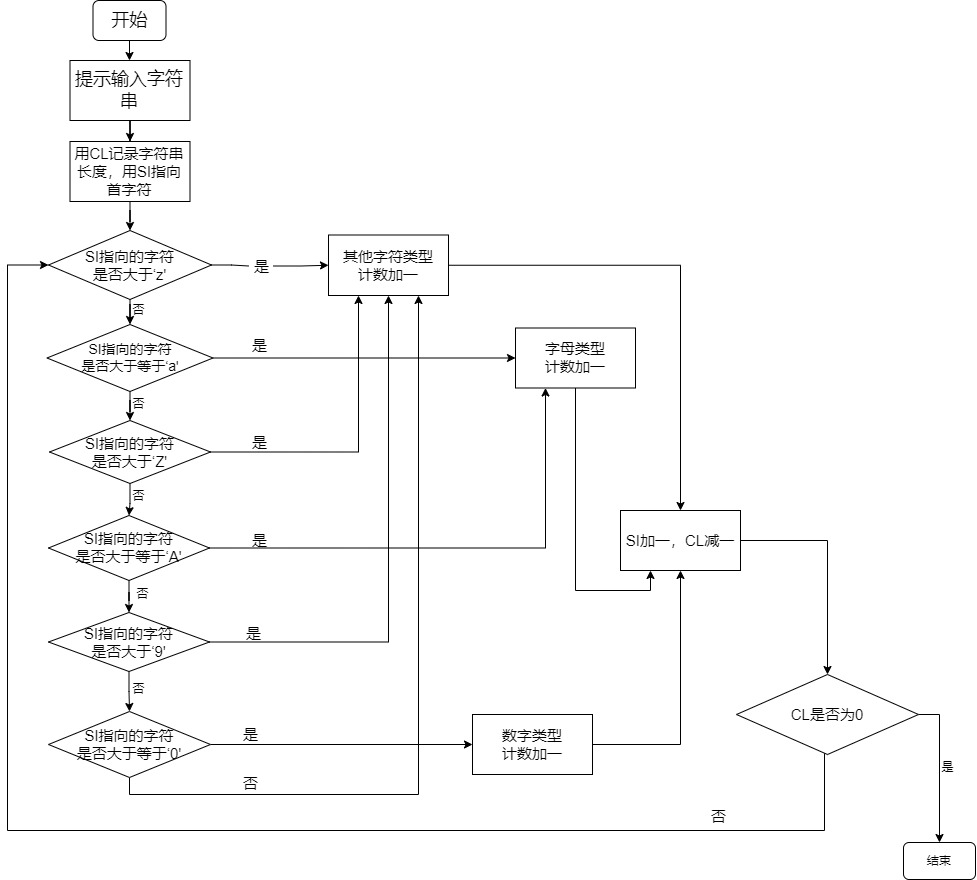 开始
提示输入字符
串
用CL记录字符串
长度，用SI指向
首字符
SI指向的字符
是否大于‘z’
是
其他字符类型
计数加一
否
SI指向的字符
是否大于等于‘a’
是
字母类型
计数加一
否
SI指向的字符
是否大于‘Z’
是
否
SI指向的字符
是否大于等于‘A’
是
SI加一，CL减一
否
SI指向的字符
是否大于‘9’
是
否
SI指向的字符
是否大于等于‘0’
是
数字类型
计数加一
否
CL是否为0
是
否
结束